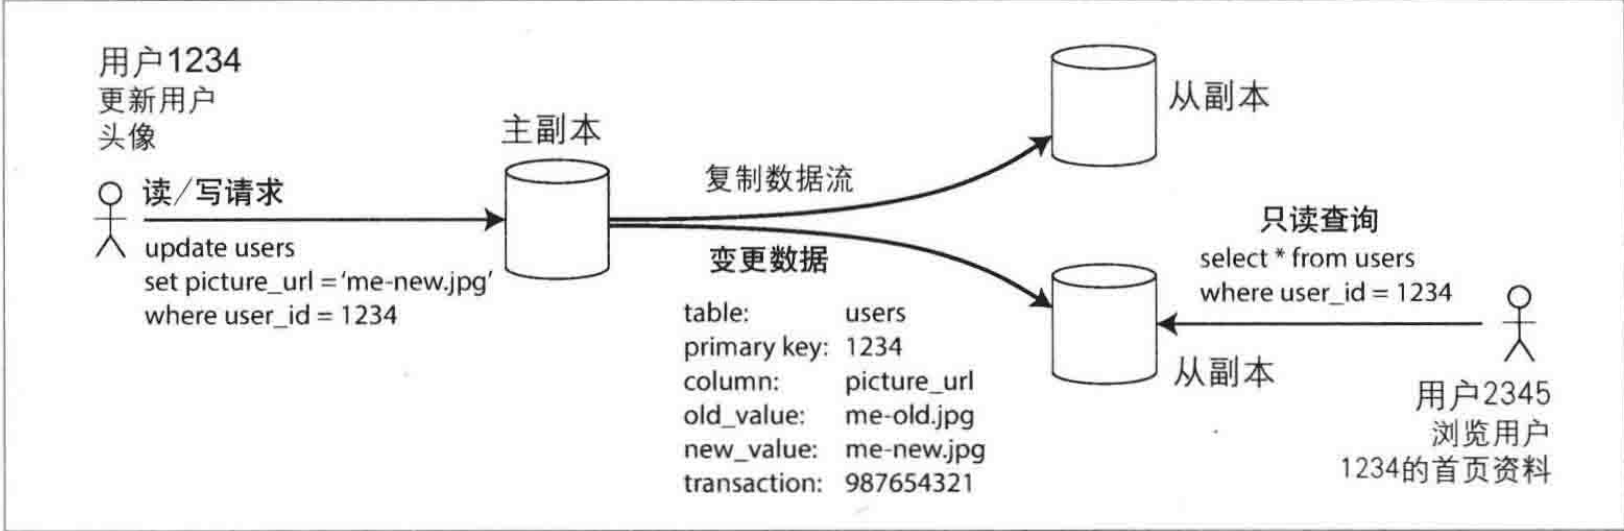 用户1234
更新用户
头像
读/写请求
update users
set picture_url = 'me-new.jpg'
where user_id = 1234
主副本
复制数据流
变更数据
table: users
primary key: 1234
column: picture_url
old_value: me-old.jpg
new_value: me-new.jpg
transaction: 987654321
从副本
只读查询
select * from users
where user_id = 1234
从副本
用户2345
浏览用户
1234的首页资料